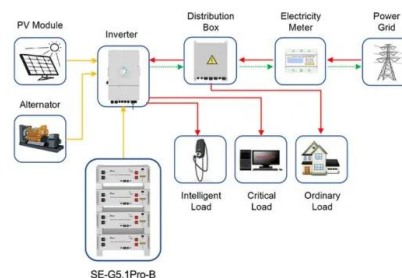 PV Module
Inverter
Distribution
Box
Electricity
Meter
Power
Grid
Alternator
Intelligent
Load
Critical
Load
Ordinary
Load
SE-G5.1Pro-B